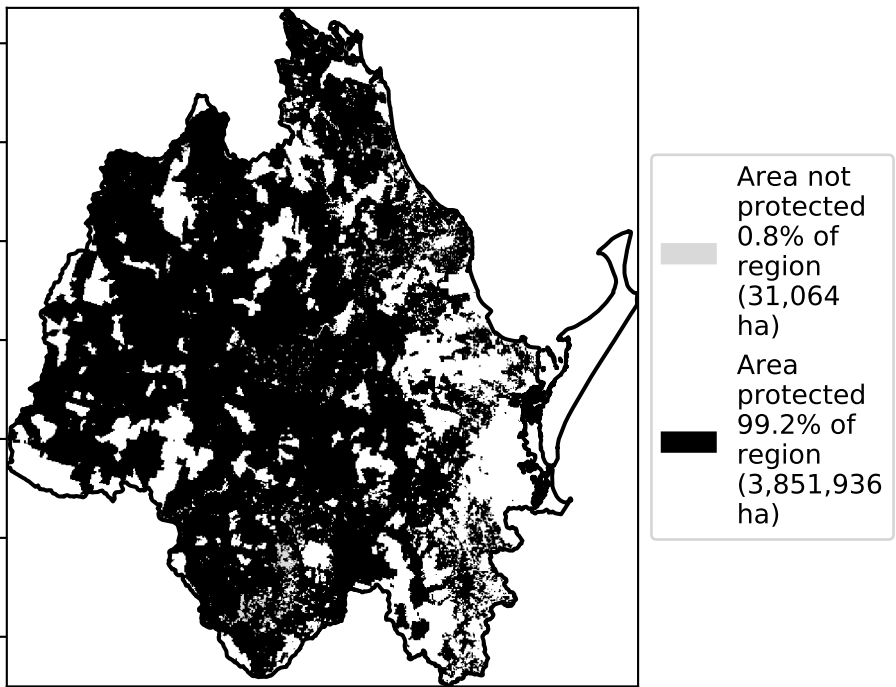 Area not
protected
0.8% of
region
(31,064
ha)
Area
protected
99.2% of
region
(3,851,936
ha)